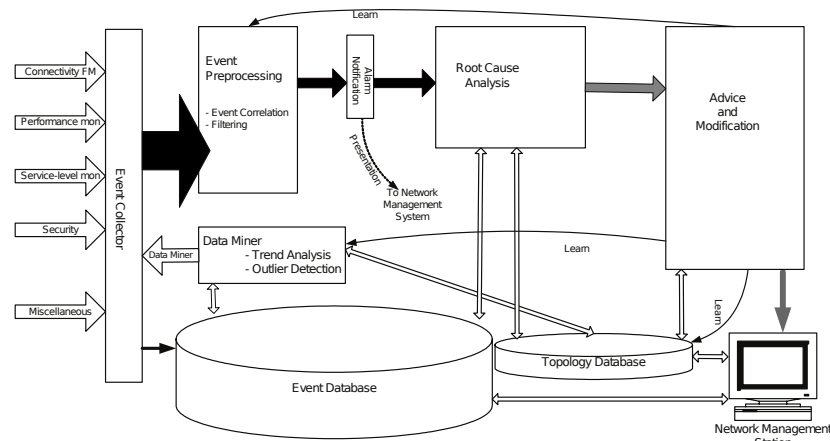 Learn
Event
Preprocessing
- Event Correlation
- Filtering
Alarm
Notification
Root Cause
Analysis
Advice
and
Modification
Connectivity FM
Performance mon
Service-level mon
Security
Miscellaneous
Event Collector
Presentation
To Network
Management
System
Data Miner
Data Miner
- Trend Analysis
- Outlier Detection
Learn
Learn
Event Database
Topology Database
Network Management
Station